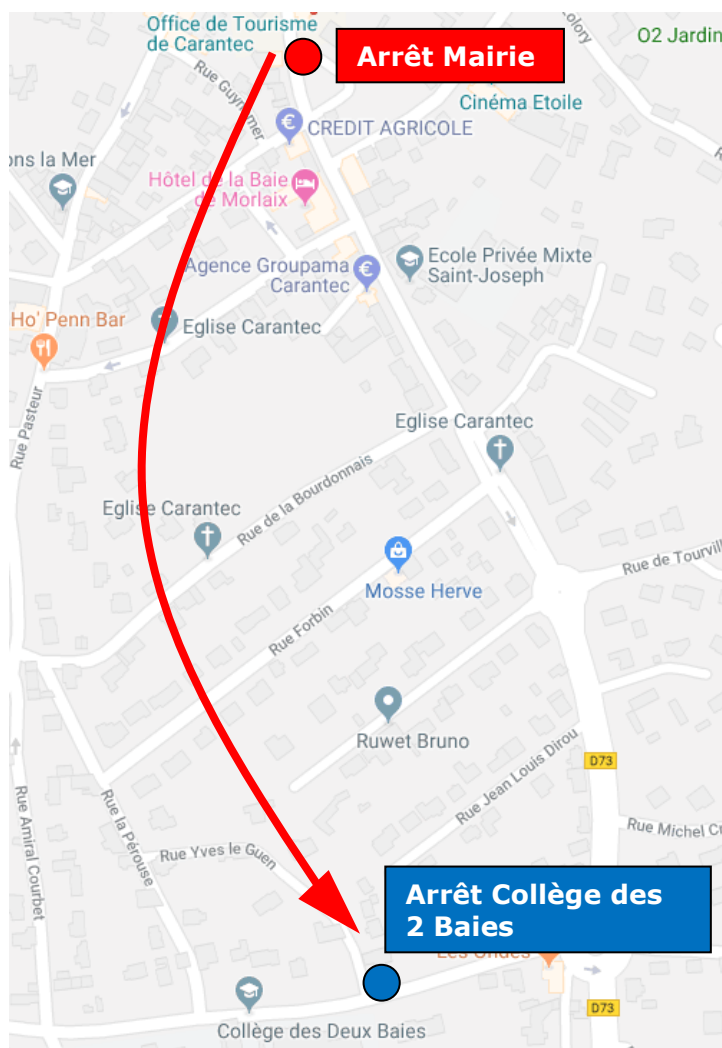 Office de Tourisme
de Carantec
Arrêt Mairie
O2 Jardin
Rue Guynemer
Cinéma Etoile
CREDIT AGRICOLE
ons la Mer
Hôtel de la Baie
de Morlaix
Ecole Privée Mixte
Saint-Joseph
Agence Groupama
Carantec
Ho' Penn Bar
Eglise Carantec
Rue Pasteur
Eglise Carantec
Rue de la Bourdonnais
Eglise Carantec
Rue de Tourvill
Mosse Herve
Rue Forbin
Ruwet Bruno
Rue Jean Louis Dirou
D73
Rue Amiral Courbet
Rue la Pérouse
Rue Michel Cu
Rue Yves le Guen
Arrêt Collège des
2 Baies
Les Ondes
D73
Collège des Deux Baies